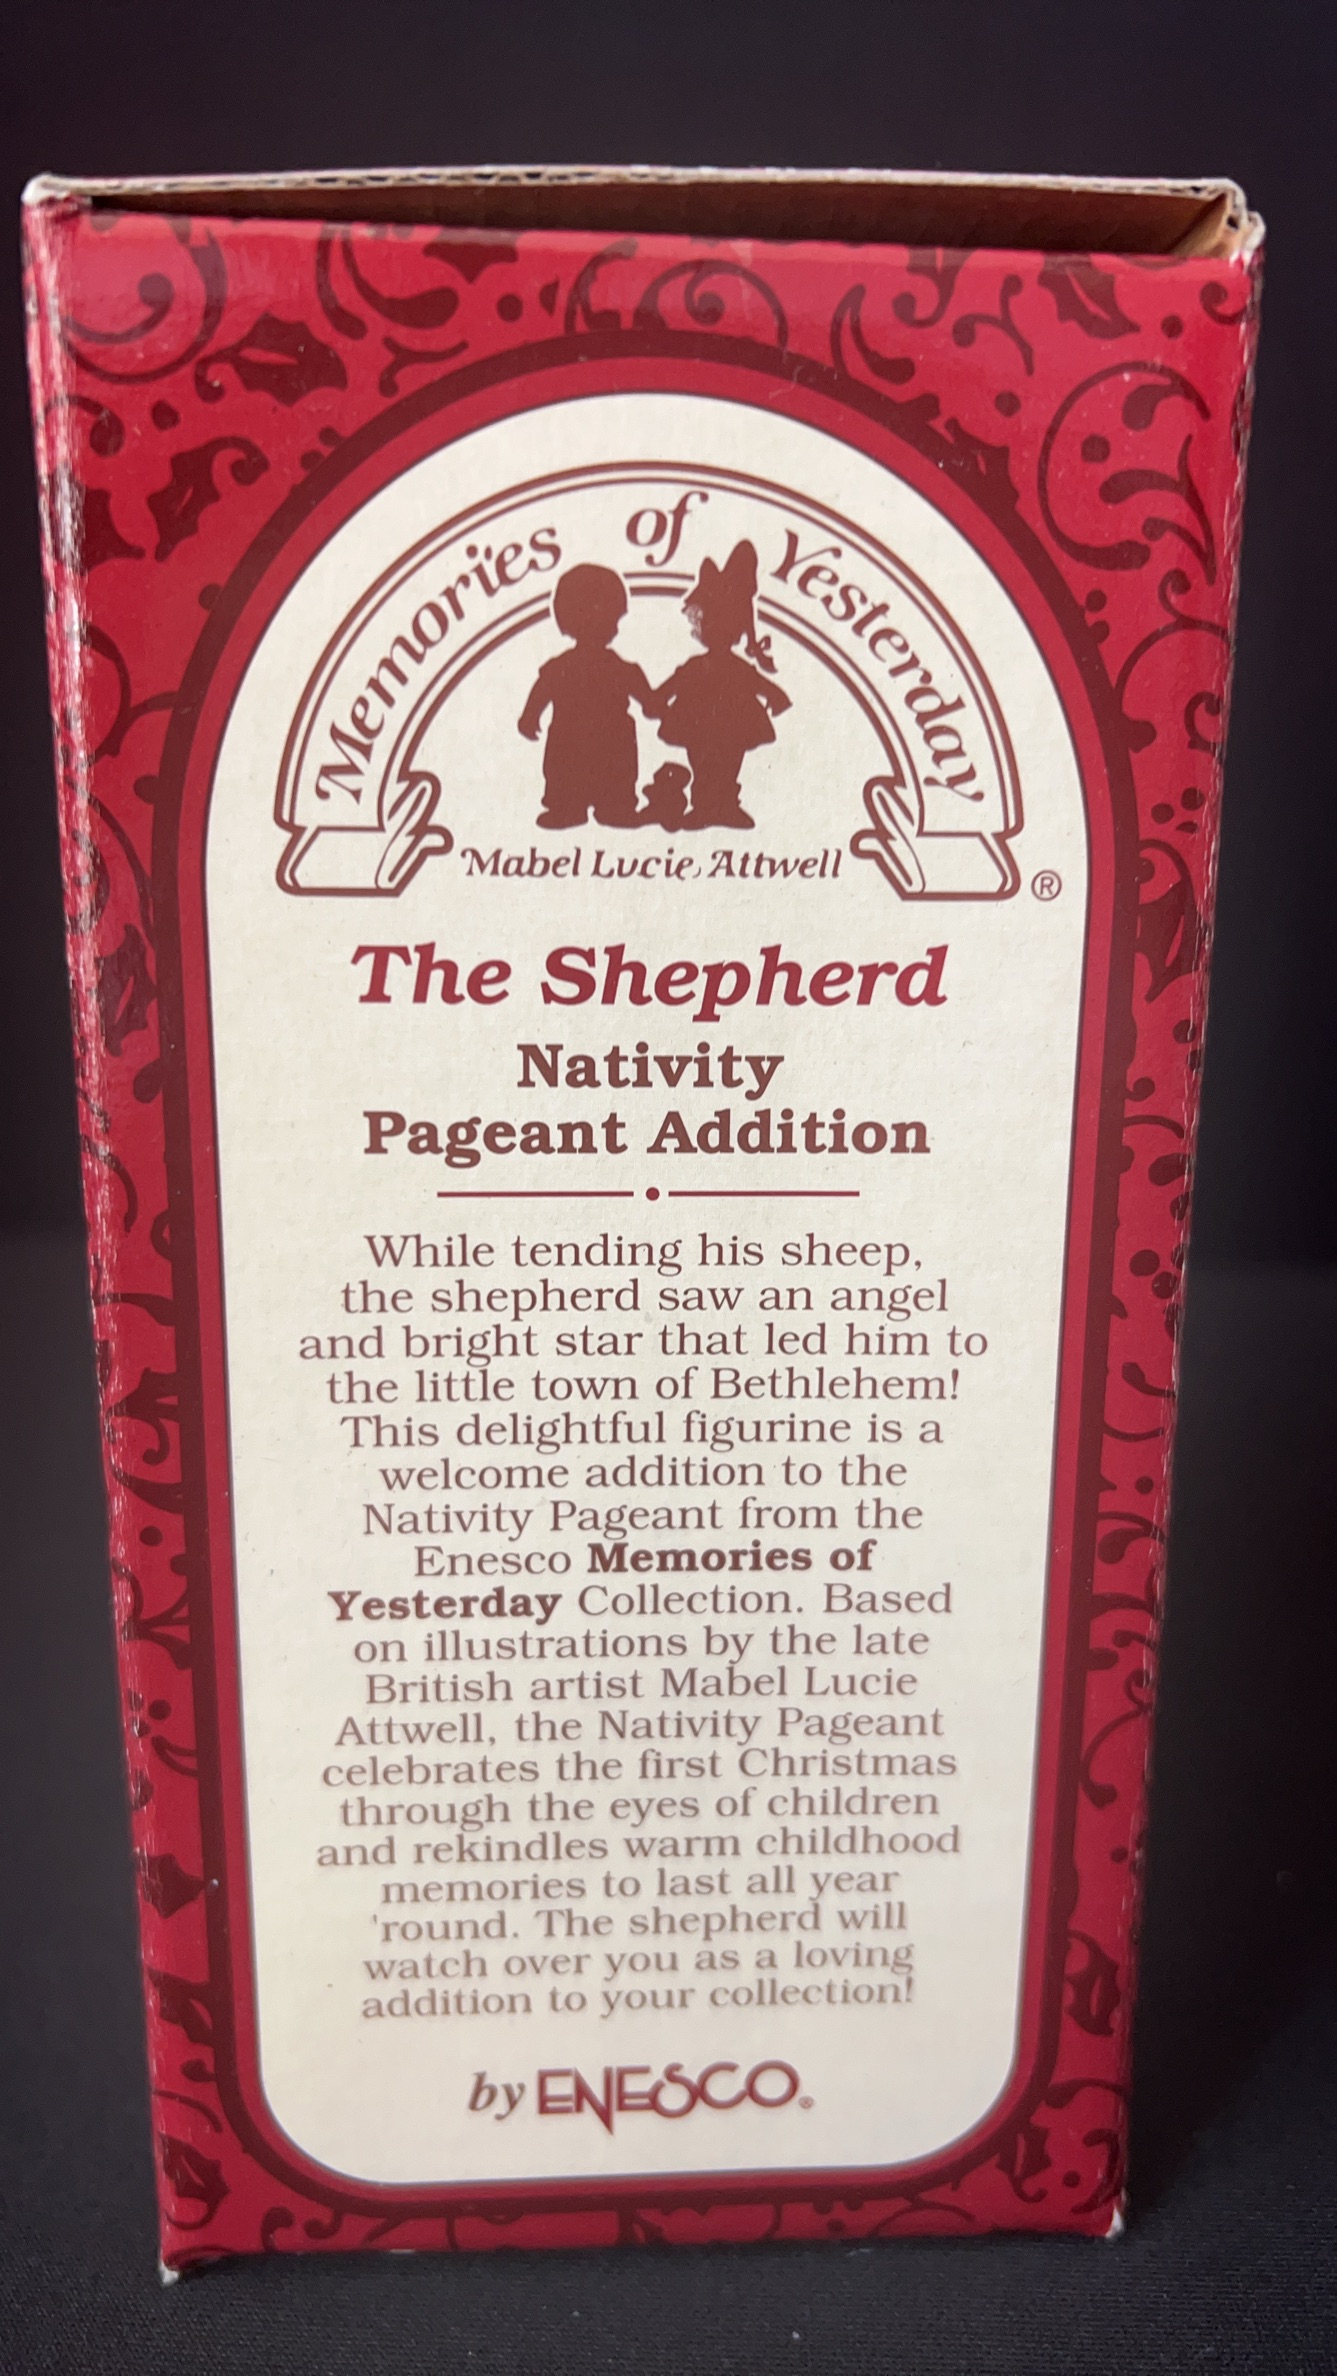 Memories of Yesterday
Mabel Lucie Attwell
®
The Shepherd
Nativity
Pageant Addition
While tending his sheep,
the shepherd saw an angel
and bright star that led him to
the little town of Bethlehem!
This delightful figurine is a
welcome addition to the
Nativity Pageant from the
Enesco Memories of
Yesterday Collection. Based
on illustrations by the late
British artist Mabel Lucie
Attwell, the Nativity Pageant
celebrates the first Christmas
through the eyes of children
and rekindles warm childhood
memories to last all year
'round. The shepherd will
watch over you as a loving
addition to your collection!
by ENESCO®